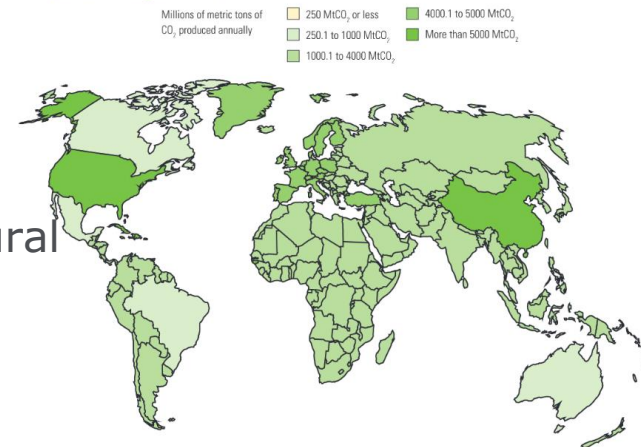 Millions of metric tons of
CO₂ produced annually
250 MtCO₂ or less
250.1 to 1000 MtCO₂
1000.1 to 4000 MtCO₂
4000.1 to 5000 MtCO₂
More than 5000 MtCO₂
ural